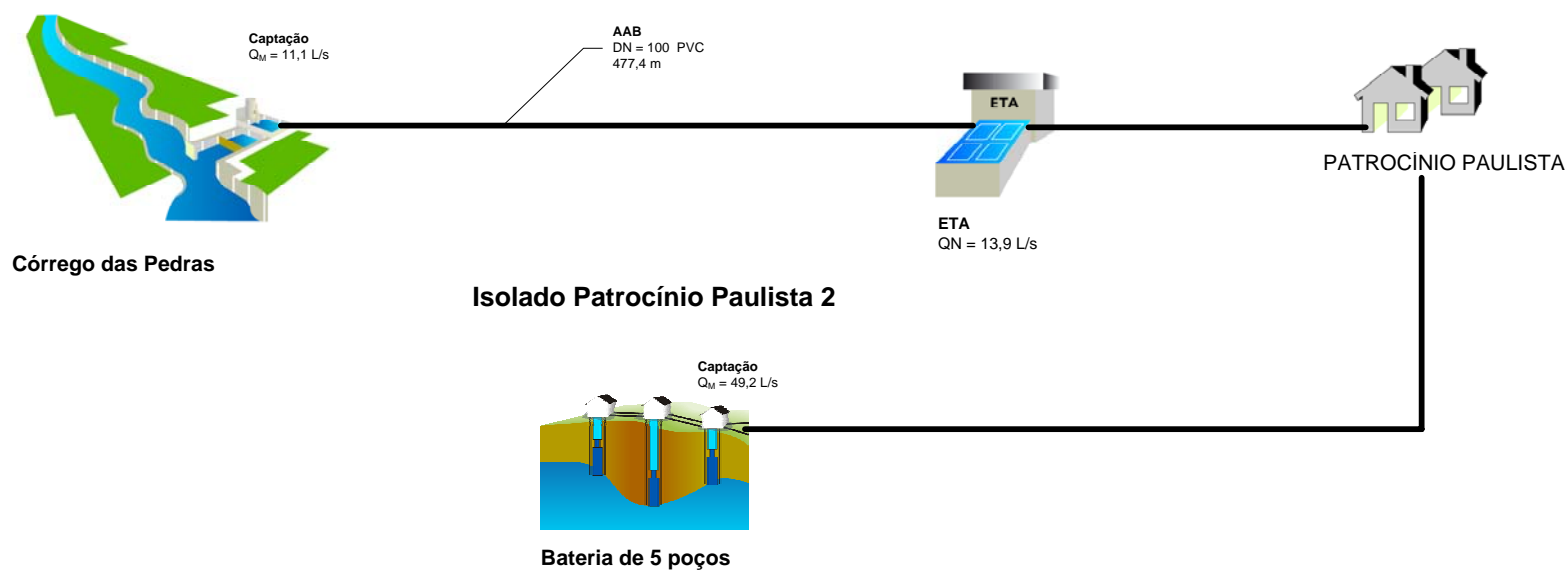 Captação
QM = 11,1 L/s
AAB
DN = 100 PVC
477,4 m
ETA
PATROCÍNIO PAULISTA
ETA
QN = 13,9 L/s
Córrego das Pedras
Isolado Patrocínio Paulista 2
Captação
QM = 49,2 L/s
Bateria de 5 poços